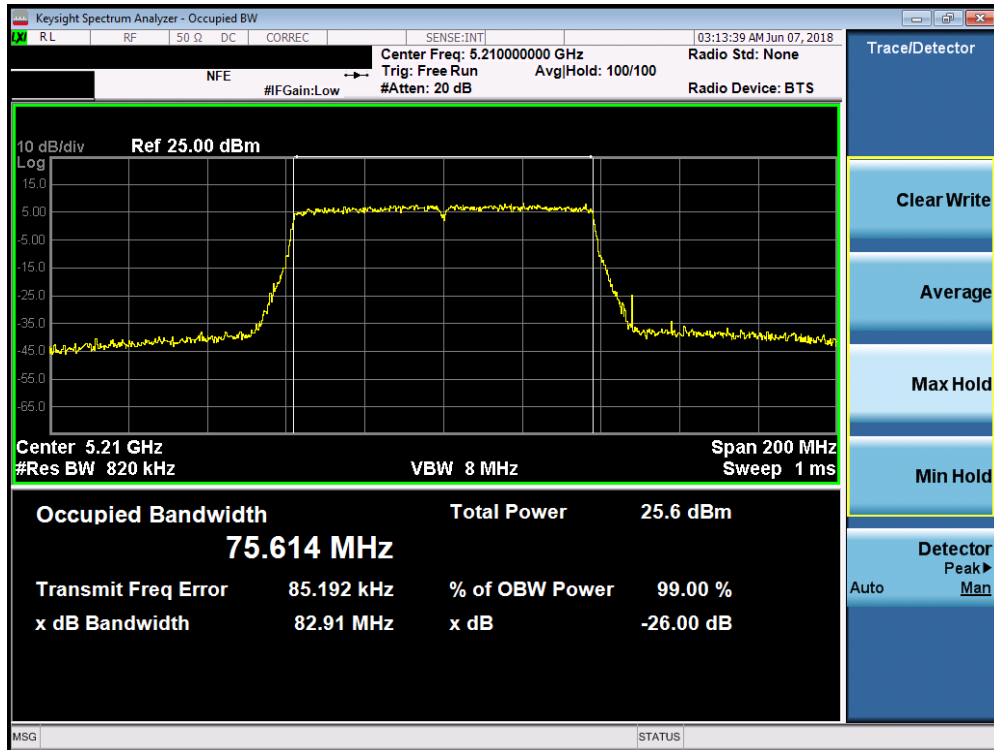 Keysight Spectrum Analyzer - Occupied BW
LXI RL RF 50 Ω DC CORREC SENSE:INT 03:13:39 AM Jun 07, 2018
Center Freq: 5.210000000 GHz Radio Std: None
NFE Trig: Free Run Avg|Hold: 100/100
#IFGain:Low #Atten: 20 dB Radio Device: BTS
10 dB/div Ref 25.00 dBm
Log
15.0
5.00
-5.00
-15.0
-25.0
-35.0
-45.0
-55.0
-65.0
Center 5.21 GHz Span 200 MHz
#Res BW 820 kHz VBW 8 MHz Sweep 1 ms
Occupied Bandwidth Total Power 25.6 dBm
75.614 MHz
Transmit Freq Error 85.192 kHz % of OBW Power 99.00 %
x dB Bandwidth 82.91 MHz x dB -26.00 dB
MSG STATUS
Trace/Detector
Clear Write
Average
Max Hold
Min Hold
Detector
Peak▶
Auto Man